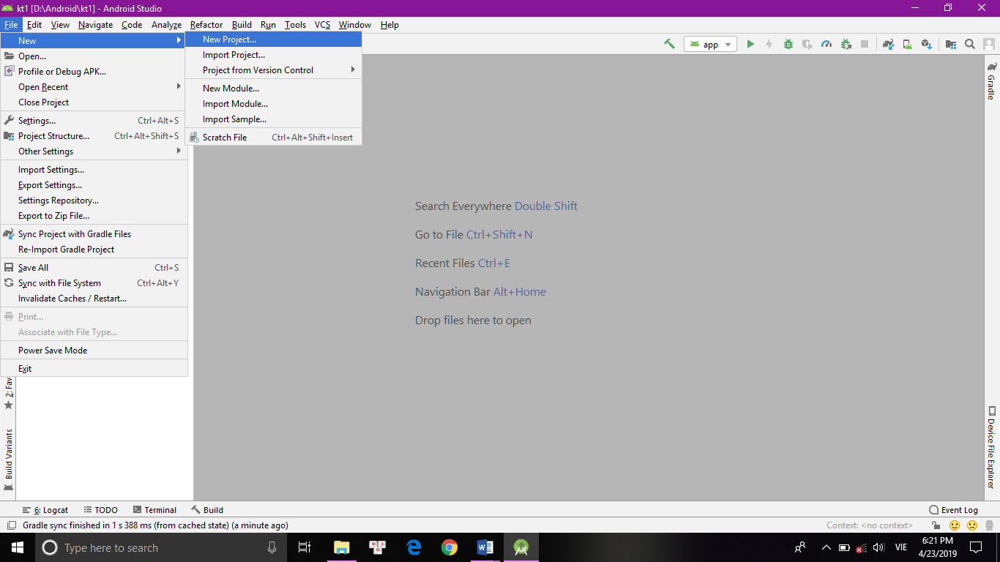 kt1 [D:\Android\kt1] - Android Studio
File Edit View Navigate Code Analyze Refactor Build Run Tools VCS Window Help
New
Open...
Profile or Debug APK...
Open Recent
Close Project
Settings... Ctrl+Alt+S
Project Structure... Ctrl+Alt+Shift+S
Other Settings
Import Settings...
Export Settings...
Settings Repository...
Export to Zip File...
Sync Project with Gradle Files
Re-Import Gradle Project
Save All Ctrl+S
Sync with File System Ctrl+Alt+Y
Invalidate Caches / Restart...
Print...
Associate with File Type...
Power Save Mode
Exit
New Project...
Import Project...
Project from Version Control
New Module...
Import Module...
Import Sample...
Scratch File Ctrl+Alt+Shift+Insert
app
Search Everywhere Double Shift
Go to File Ctrl+Shift+N
Recent Files Ctrl+E
Navigation Bar Alt+Home
Drop files here to open
Gradle
Device File Explorer
2: Fav
Build Variants
6: Logcat TODO Terminal Build Event Log
Gradle sync finished in 1 s 388 ms (from cached state) (a minute ago) Context: <no context>
Type here to search
VIE
6:21 PM
4/23/2019